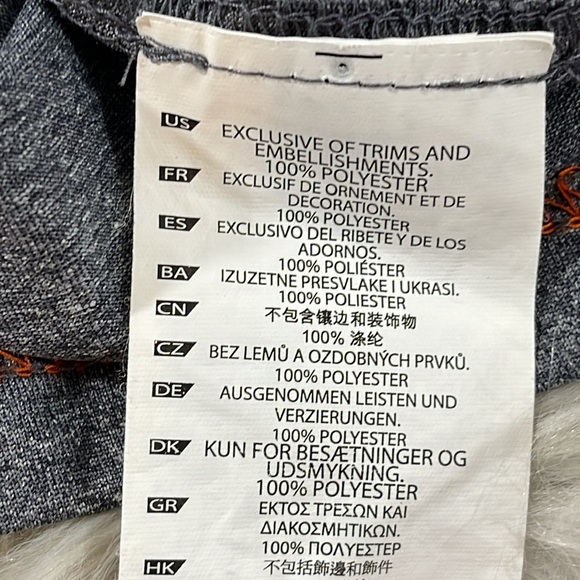 US EXCLUSIVE OF TRIMS AND
EMBELLISHMENTS.
100% POLYESTER
FR EXCLUSIF DE ORNEMENT ET DE
DECORATION.
100% POLYESTER
ES EXCLUSIVO DEL RIBETE Y DE LOS
ADORNOS.
100% POLIÉSTER
BA IZUZETNE PRESVLAKE I UKRASI.
100% POLYESTER
CN 不包含镶边和装饰物
100% 涤纶
CZ BEZ LEMŮ A OZDOBNÝCH PRVKŮ.
100% POLYESTER
DE AUSGENOMMEN LEISTEN UND
VERZIERUNGEN.
100% POLYESTER
DK KUN FOR BESÆTNINGER OG
UDSMYKNING.
100% POLYESTER
GR ΕΚΤΟΣ ΤΡΕΣΩΝ ΚΑΙ
ΔΙΑΚΟΣΜΗΤΙΚΩΝ.
100% ΠΟΛΥΕΣΤΕΡ
HK 不包括飾邊和飾件